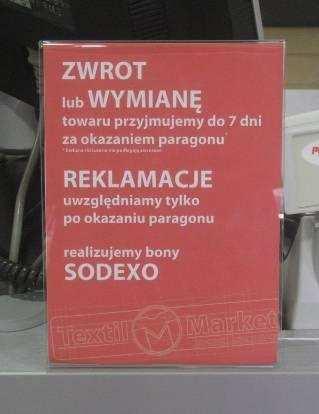 ZWROT
lub WYMIANĘ
towaru przyjmujemy do 7 dni
za okazaniem paragonu*
REKLAMACJE
uwzględniamy tylko
po okazaniu paragonu
realizujemy bony
SODEXO
Textil Market